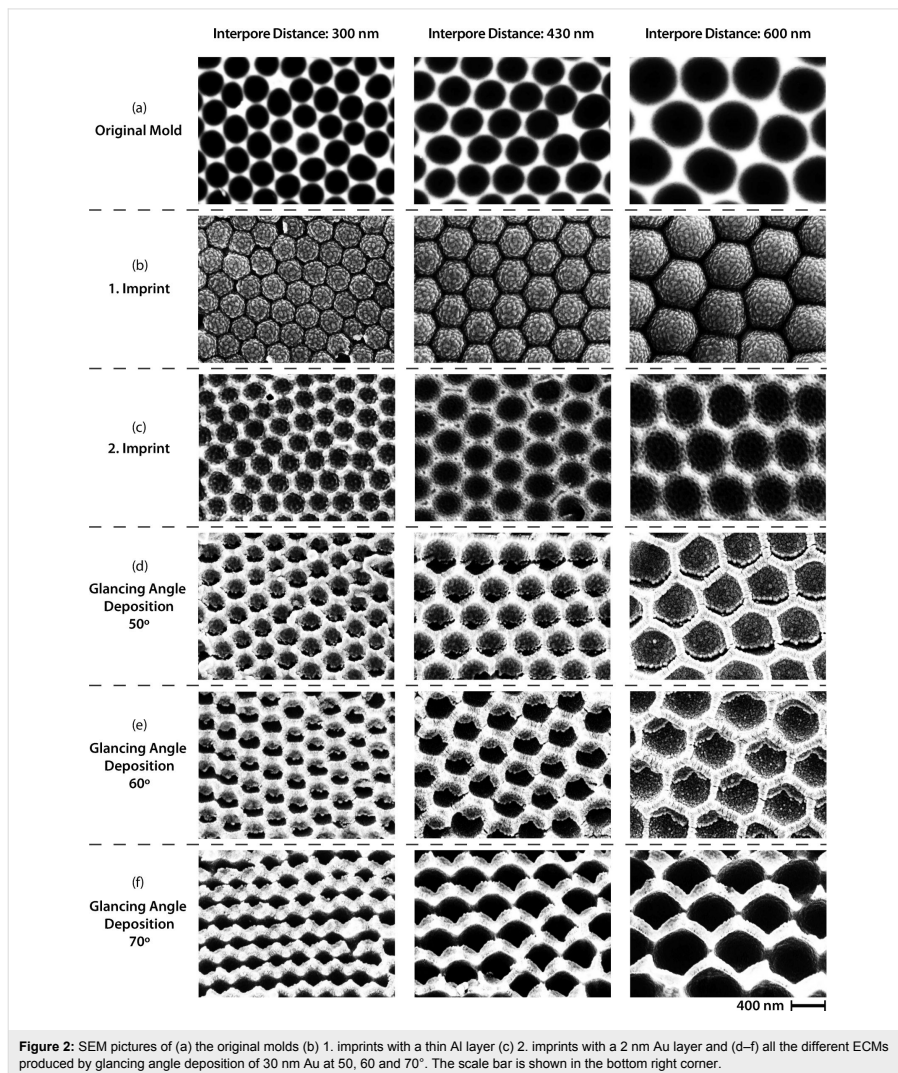 Interpore Distance: 300 nm
Interpore Distance: 430 nm
Interpore Distance: 600 nm
(a)
Original Mold
(b)
1. Imprint
(c)
2. Imprint
(d)
Glancing Angle
Deposition
50º
(e)
Glancing Angle
Deposition
60º
(f)
Glancing Angle
Deposition
70º
400 nm
Figure 2: SEM pictures of (a) the original molds (b) 1. imprints with a thin Al layer (c) 2. imprints with a 2 nm Au layer and (d–f) all the different ECMs
produced by glancing angle deposition of 30 nm Au at 50, 60 and 70°. The scale bar is shown in the bottom right corner.